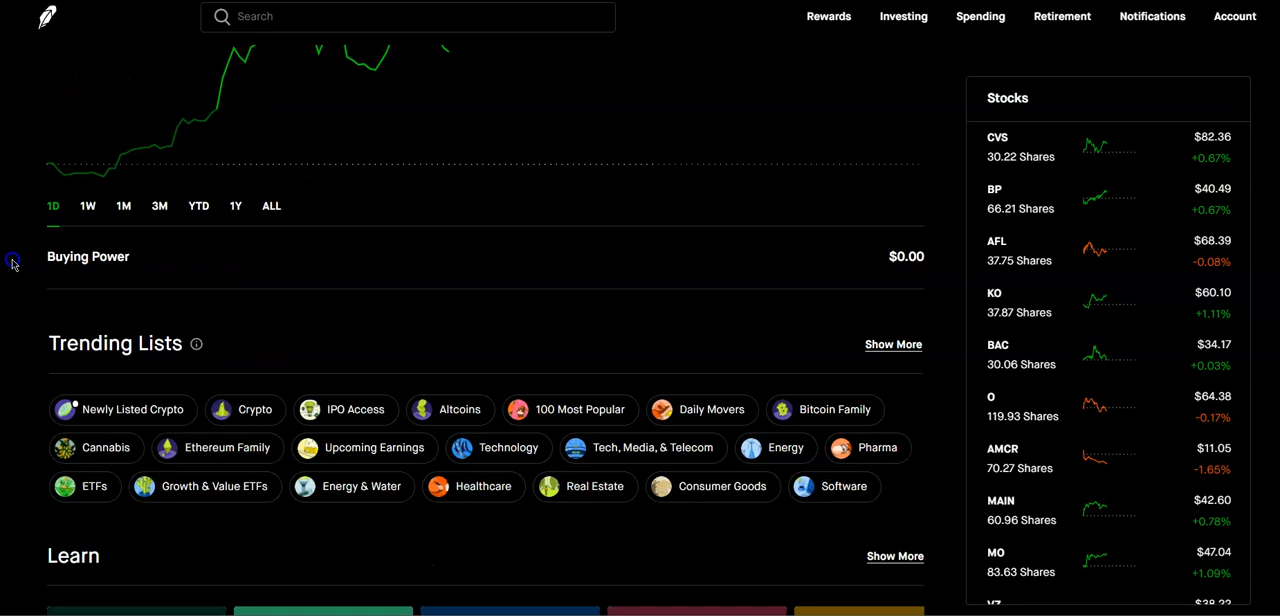 Search
Rewards Investing Spending Retirement Notifications Account
1D 1W 1M 3M YTD 1Y ALL
Buying Power $0.00
Trending Lists
Show More
Newly Listed Crypto Crypto IPO Access Altcoins 100 Most Popular Daily Movers Bitcoin Family
Cannabis Ethereum Family Upcoming Earnings Technology Tech, Media, & Telecom Energy Pharma
ETFs Growth & Value ETFs Energy & Water Healthcare Real Estate Consumer Goods Software
Learn
Show More
Stocks
CVS $82.36
30.22 Shares +0.67%
BP $40.49
66.21 Shares +0.67%
AFL $68.39
37.75 Shares -0.08%
KO $60.10
37.87 Shares +1.11%
BAC $34.17
30.06 Shares +0.03%
O $64.38
119.93 Shares -0.17%
AMCR $11.05
70.27 Shares -1.65%
MAIN $42.60
60.96 Shares +0.78%
MO $47.04
83.63 Shares +1.09%